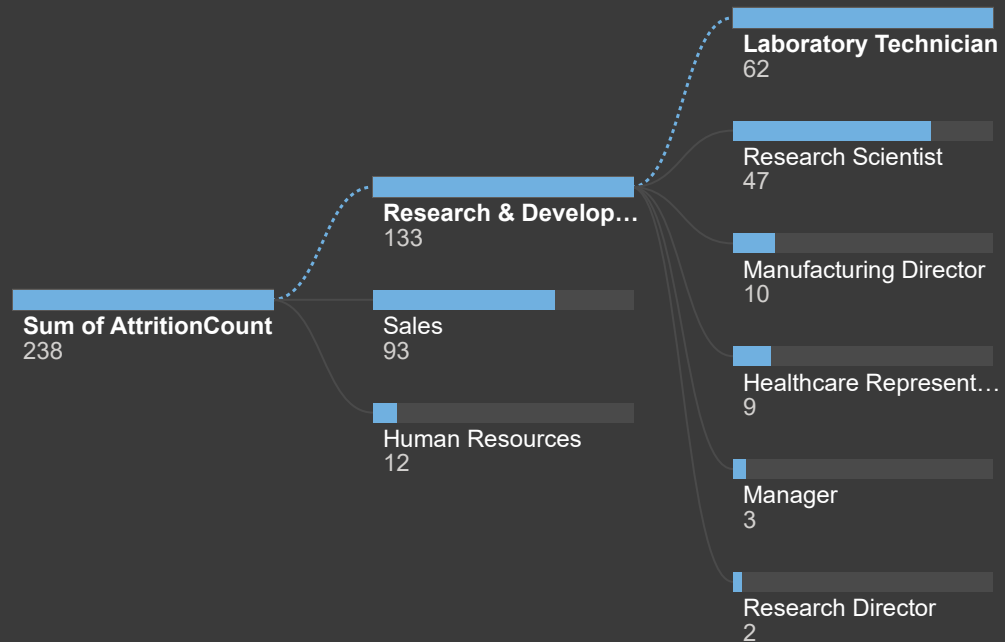 Sum of AttritionCount
238
Research & Develop…
133
Sales
93
Human Resources
12
Laboratory Technician
62
Research Scientist
47
Manufacturing Director
10
Healthcare Represent…
9
Manager
3
Research Director
2